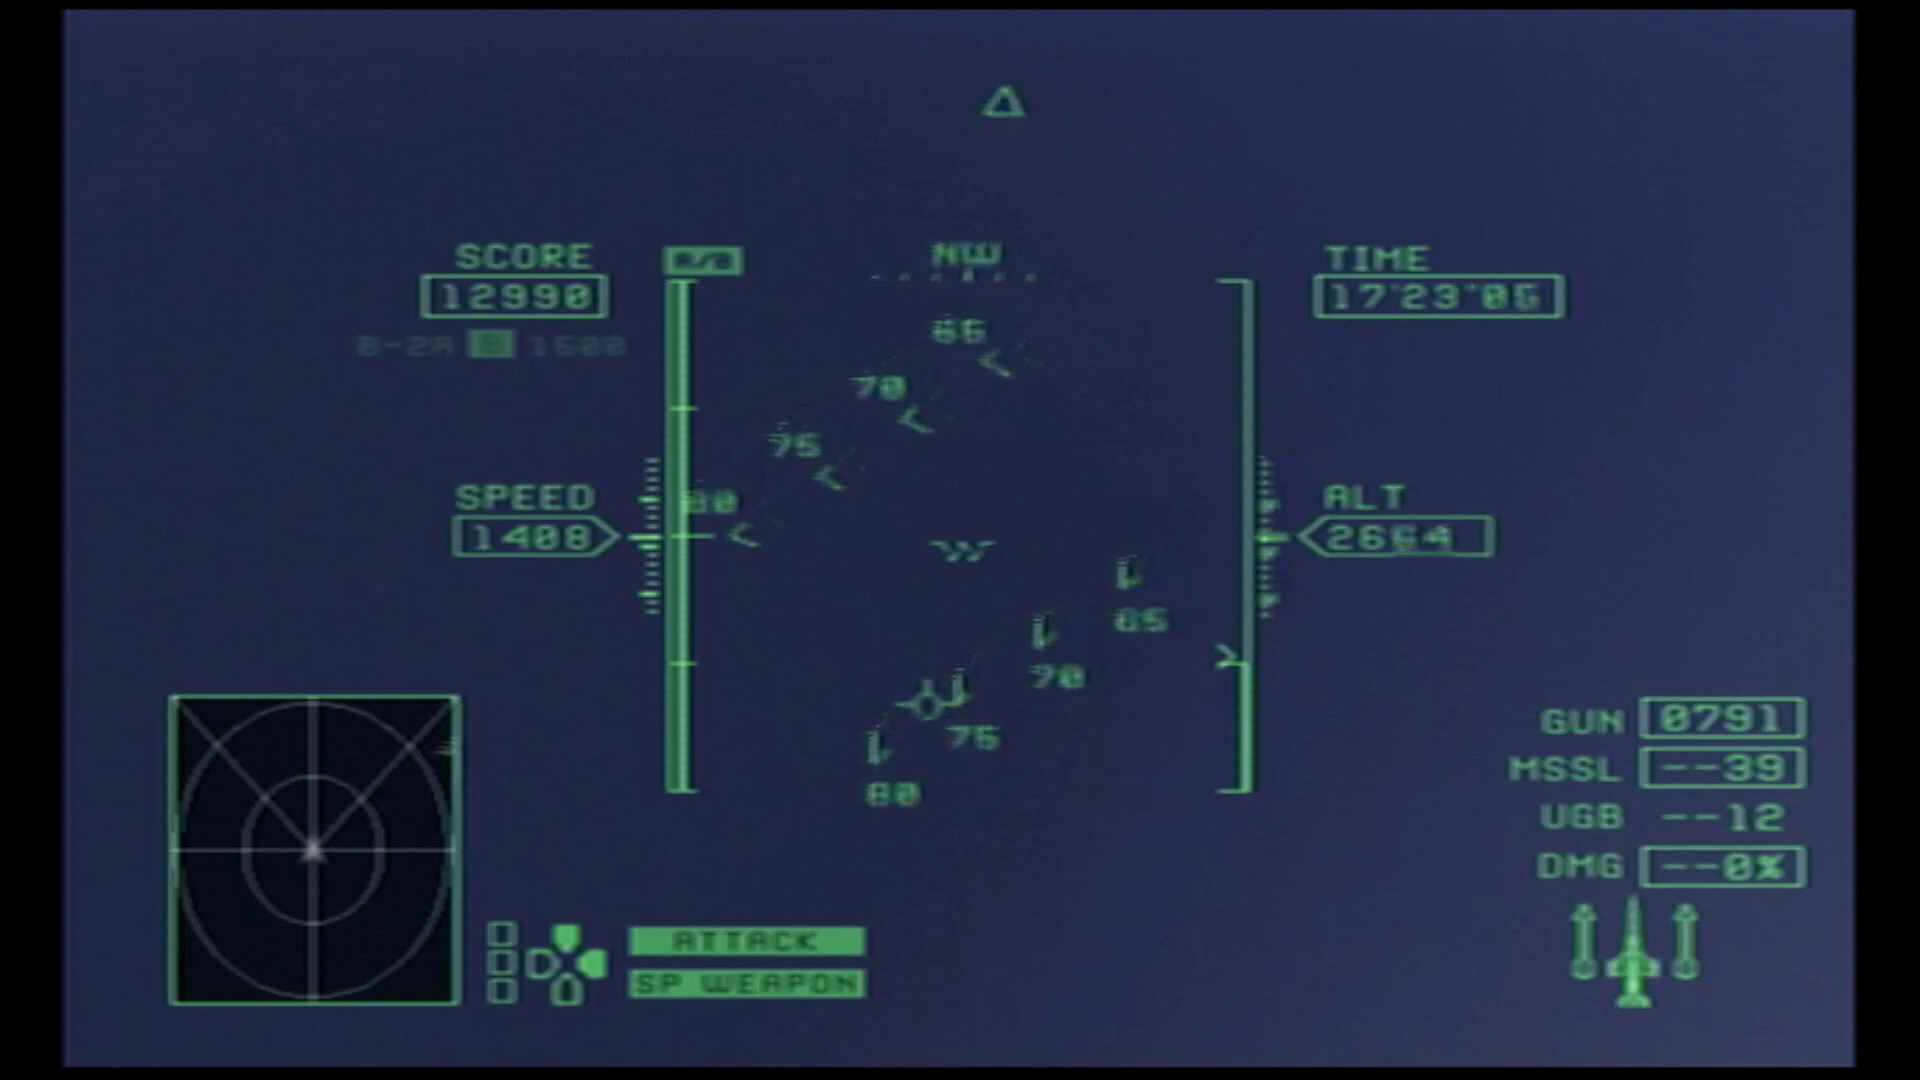 SCORE
12990
B-2A B 1500
A/B
NW
TIME
17'23"05
65
70
75
80
SPEED
1408
ALT
2664
65
70
75
80
GUN 0791
MSSL --39
UGB --12
DMG --0%
ATTACK
SP WEAPON